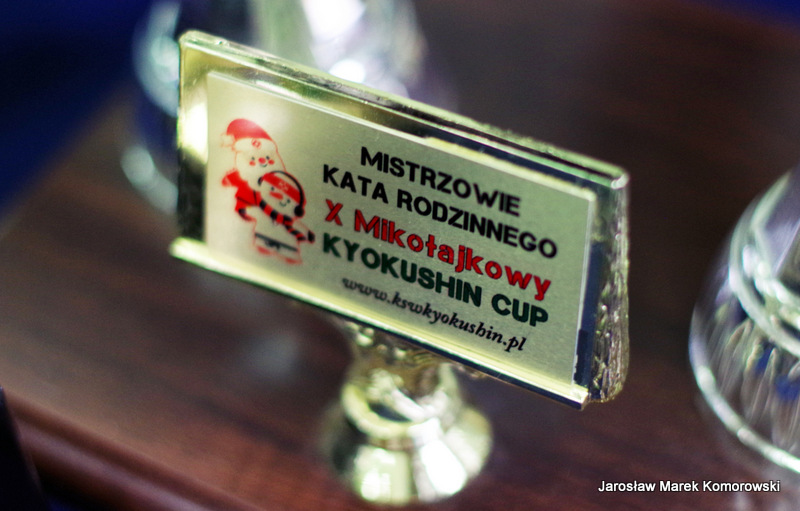 MISTRZOWIE
KATA RODZINNEGO
X Mikołajkowy
KYOKUSHIN CUP
www.kswkyokushin.pl
Jarosław Marek Komorowski